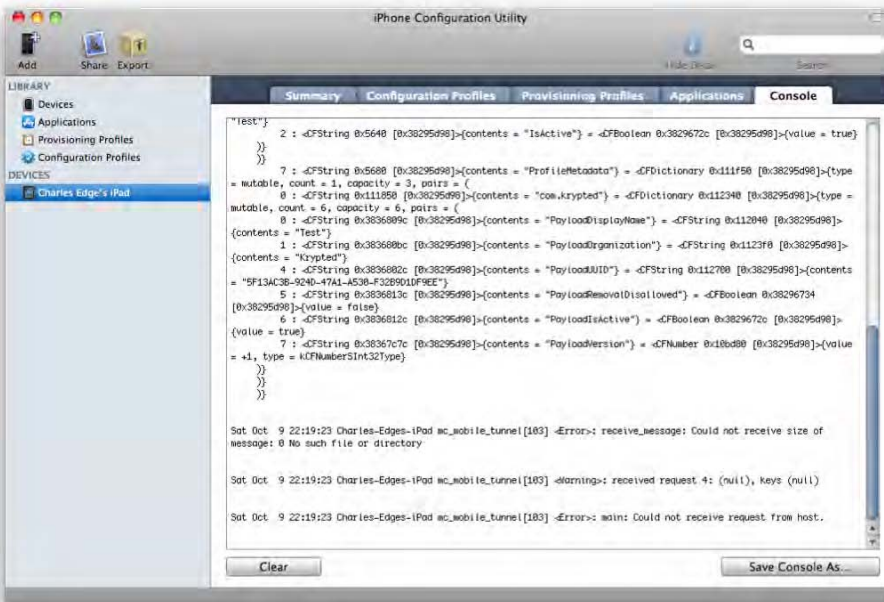 iPhone Configuration Utility
Add
Share
Export
Search
LIBRARY
Devices
Applications
Provisioning Profiles
Configuration Profiles
DEVICES
Charles Edge's iPad
Summary
Configuration Profiles
Provisioning Profiles
Applications
Console
"Test"}
2 : <CFString 0x5640 [0x38295d98]>{contents = "IsActive"} = <CFBoolean 0x3829672c [0x38295d98]>{value = true}
)}
)}
7 : <CFString 0x5680 [0x38295d98]>{contents = "ProfileMetadata"} = <CFDictionary 0x111f50 [0x38295d98]>{type
= mutable, count = 1, capacity = 3, pairs = (
0 : <CFString 0x111850 [0x38295d98]>{contents = "com.krypted"} = <CFDictionary 0x112340 [0x38295d98]>{type =
mutable, count = 6, capacity = 6, pairs = (
0 : <CFString 0x3836809c [0x38295d98]>{contents = "PayloadDisplayName"} = <CFString 0x112040 [0x38295d98]>
{contents = "Test"}
1 : <CFString 0x383680bc [0x38295d98]>{contents = "PayloadOrganization"} = <CFString 0x1123f0 [0x38295d98]>
{contents = "Krypted"}
4 : <CFString 0x3836802c [0x38295d98]>{contents = "PayloadUUID"} = <CFString 0x112700 [0x38295d98]>{contents
= "5F13AC3B-924D-47A1-A530-F32B9D1DF9EE"}
5 : <CFString 0x3836813c [0x38295d98]>{contents = "PayloadRemovalDisallowed"} = <CFBoolean 0x38296734
[0x38295d98]>{value = false}
6 : <CFString 0x3836812c [0x38295d98]>{contents = "PayloadIsActive"} = <CFBoolean 0x3829672c [0x38295d98]>
{value = true}
7 : <CFString 0x38367c7c [0x38295d98]>{contents = "PayloadVersion"} = <CFNumber 0x10bd80 [0x38295d98]>{value
= +1, type = kCFNumberSInt32Type}
)}
)}
)}
Sat Oct 9 22:19:23 Charles-Edges-iPad mc_mobile_tunnel[103] <Error>: receive_message: Could not receive size of
message: 0 No such file or directory
Sat Oct 9 22:19:23 Charles-Edges-iPad mc_mobile_tunnel[103] <Warning>: received request 4: (null), keys (null)
Sat Oct 9 22:19:23 Charles-Edges-iPad mc_mobile_tunnel[103] <Error>: main: Could not receive request from host.
Clear
Save Console As...